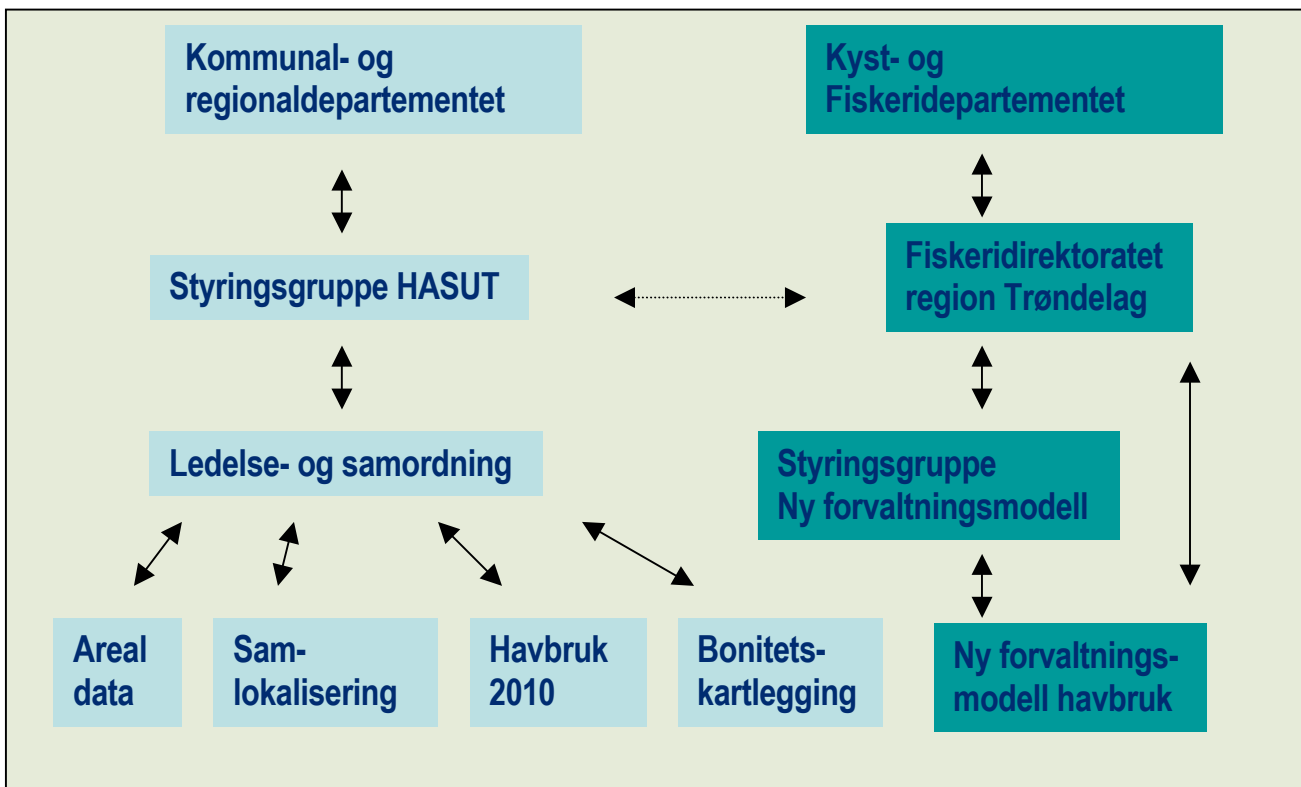 Kommunal- og
regionaldepartementet
Kyst- og
Fiskeridepartementet
Styringsgruppe HASUT
Fiskeridirektoratet
region Trøndelag
Ledelse- og samordning
Styringsgruppe
Ny forvaltningsmodell
Areal
data
Sam-
lokalisering
Havbruk
2010
Bonitets-
kartlegging
Ny forvaltnings-
modell havbruk